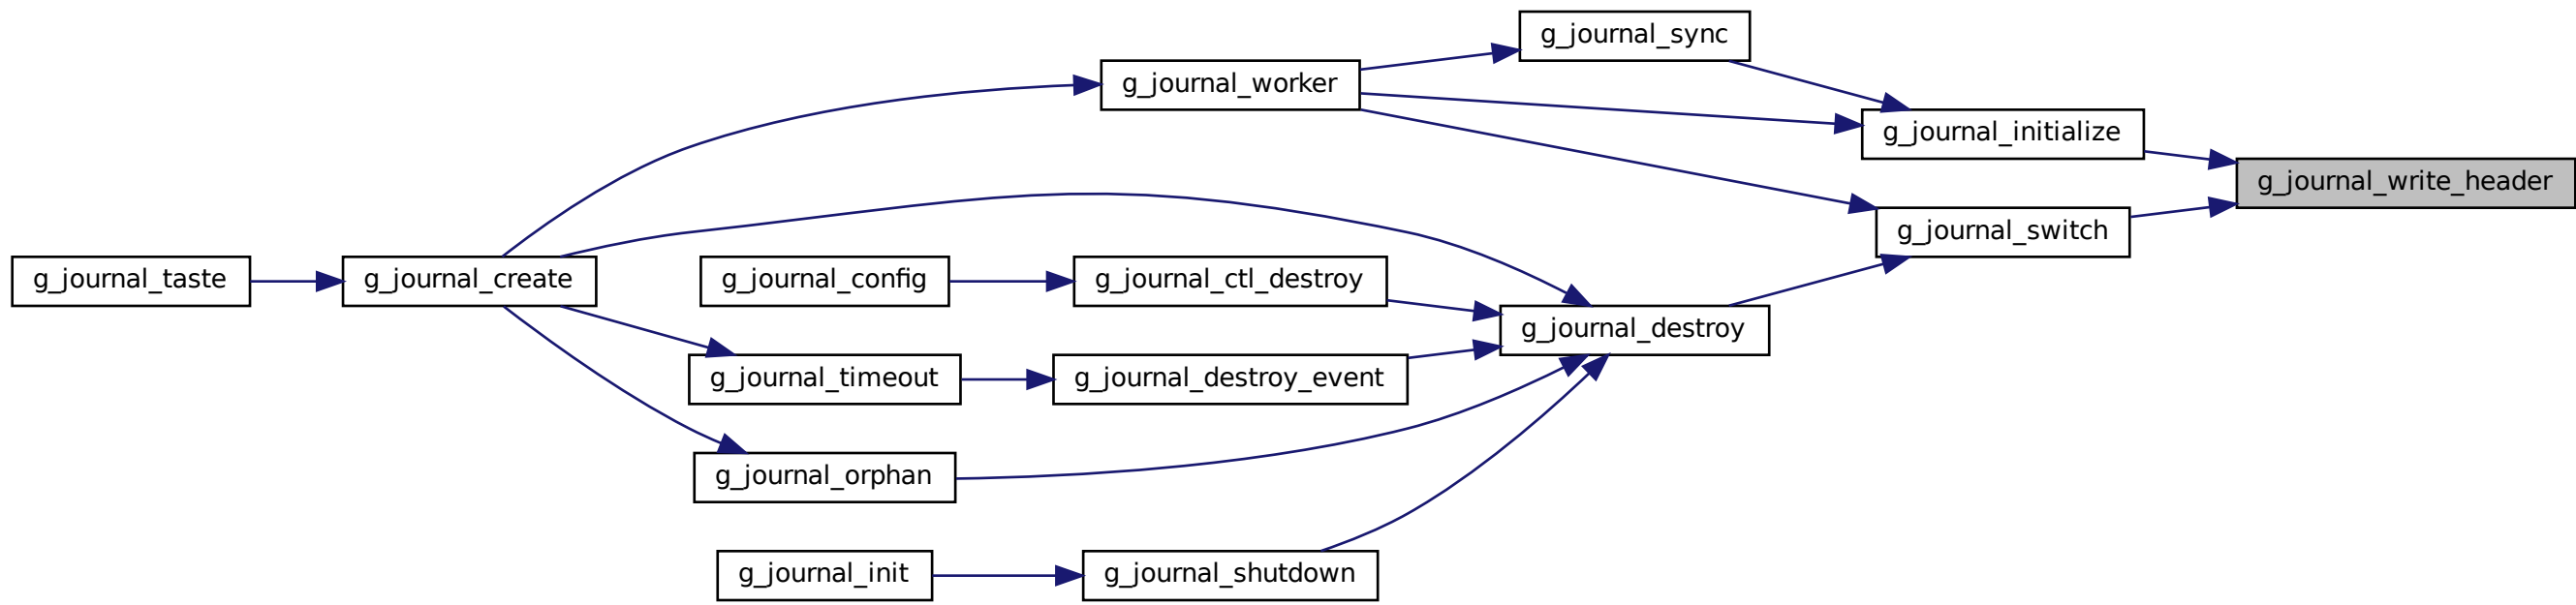 g_journal_sync
g_journal_worker
g_journal_initialize
g_journal_write_header
g_journal_switch
g_journal_taste
g_journal_create
g_journal_config
g_journal_ctl_destroy
g_journal_destroy
g_journal_timeout
g_journal_destroy_event
g_journal_orphan
g_journal_init
g_journal_shutdown